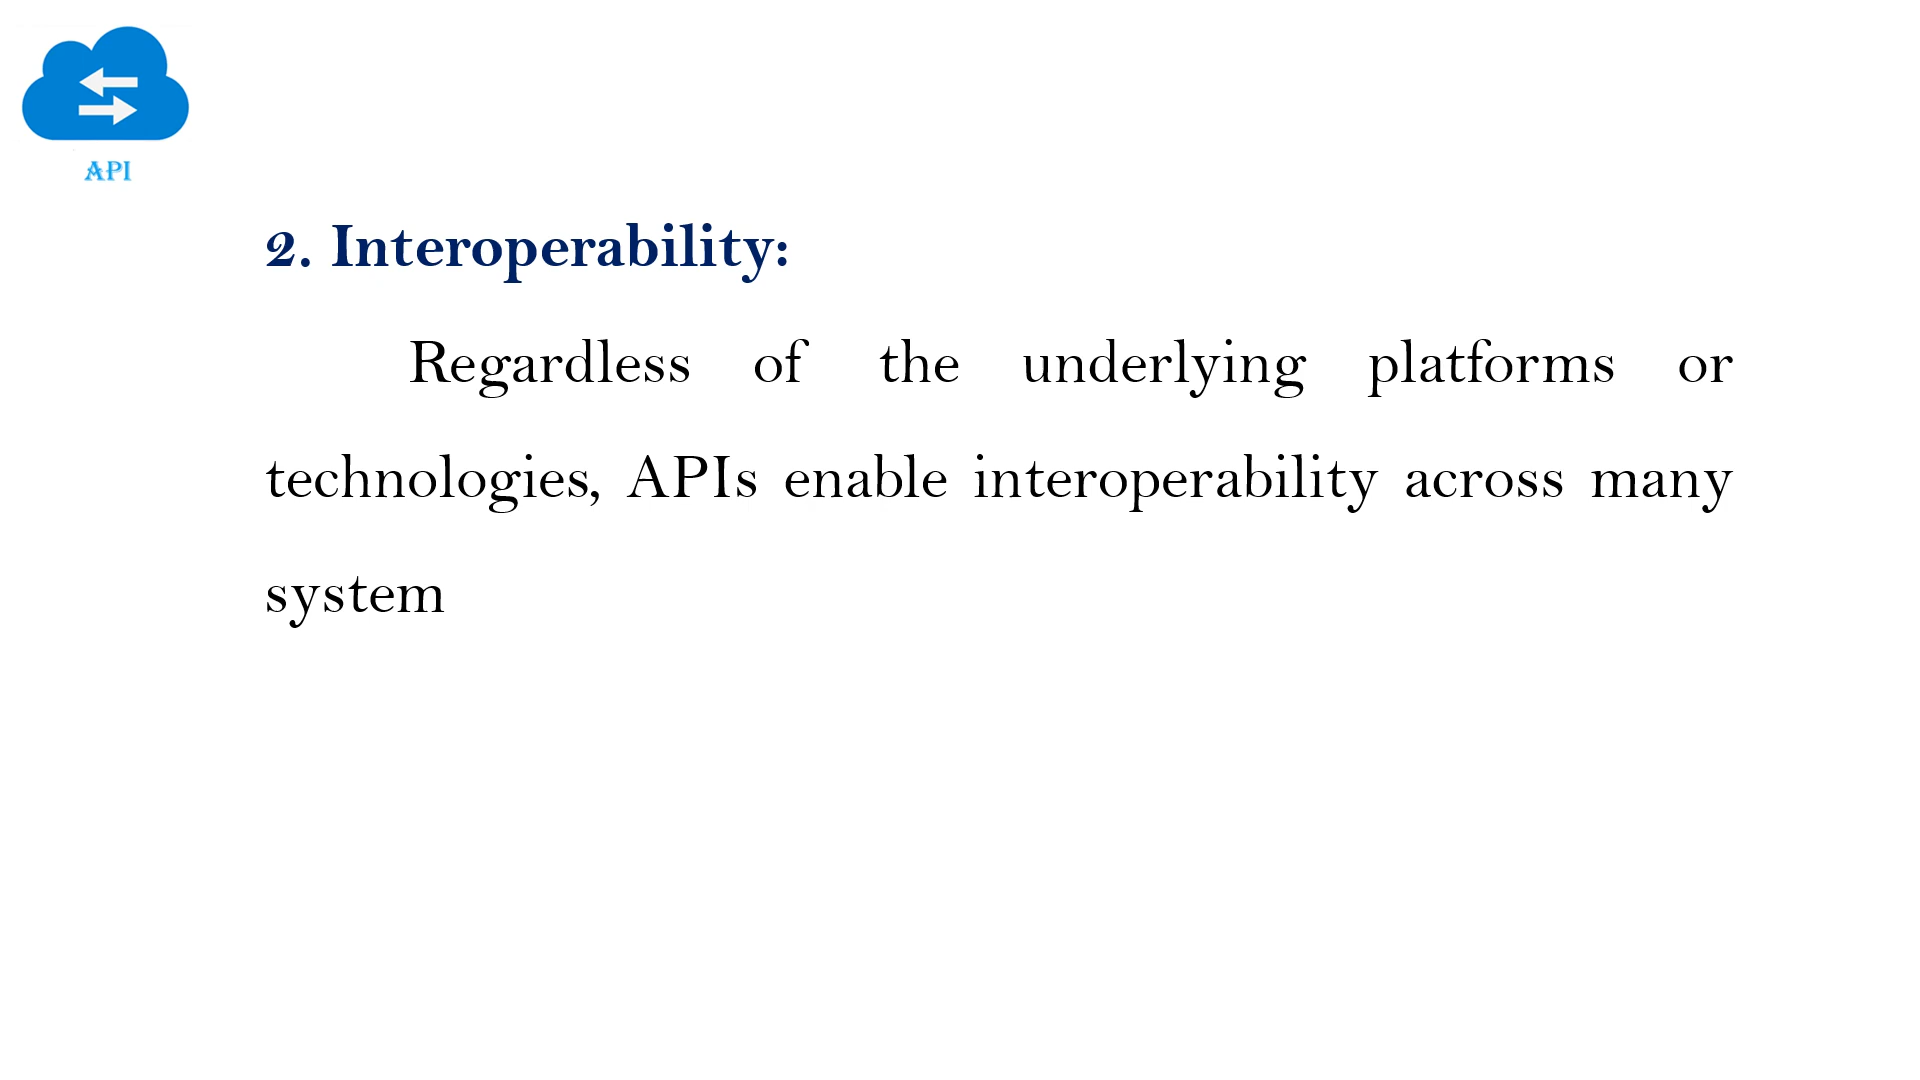 API
2. Interoperability:
Regardless of the underlying platforms or
technologies, APIs enable interoperability across many
system